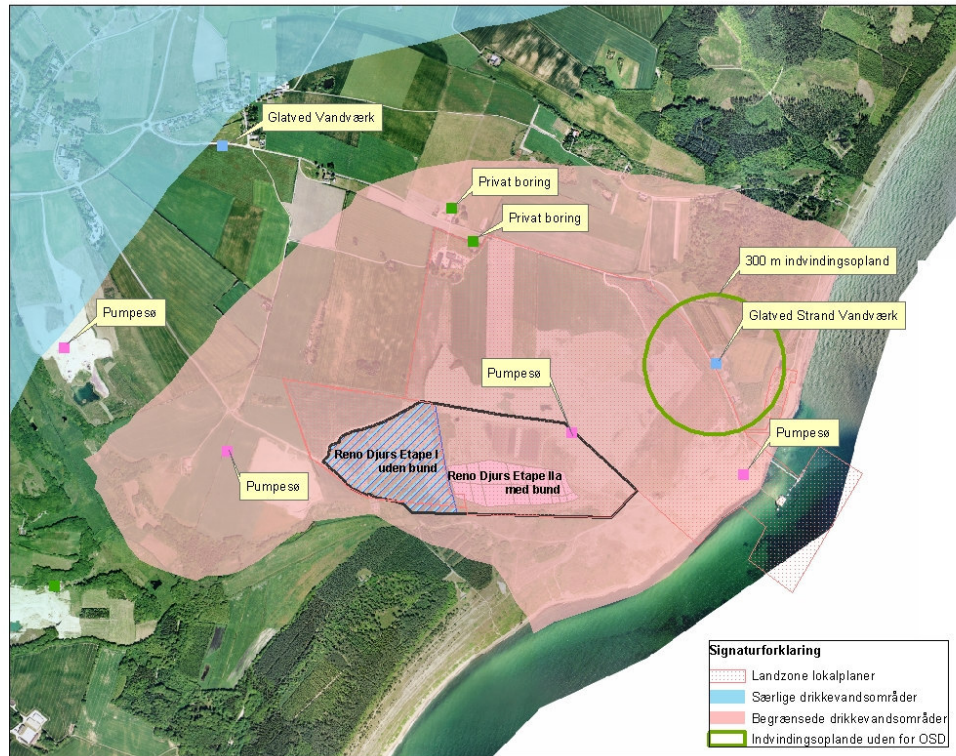 Glatved Vandværk
Privat boring
Privat boring
300 m indvindingsopland
Pumpesø
Glatved Strand Vandværk
Pumpesø
Pumpesø
Reno Djurs Etape I
uden bund
Reno Djurs Etape IIa
med bund
Pumpesø
Signaturforklaring
Landzone lokalplaner
Særlige drikkevandsområder
Begrænsede drikkevandsområder
Indvindingsoplande uden for OSD